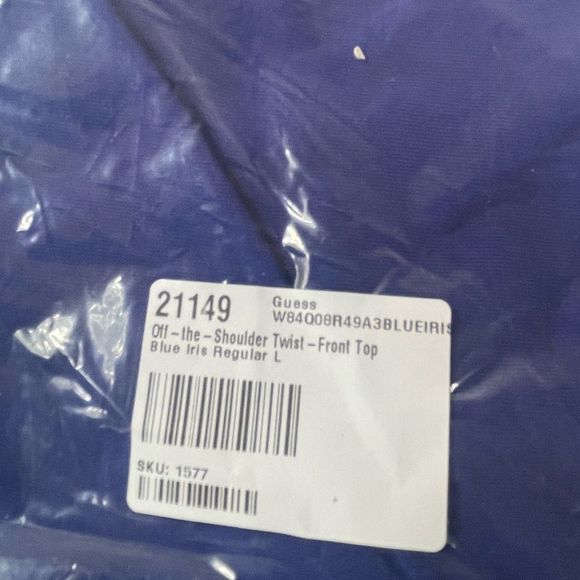 21149
Guess
W84Q08R49A3BLUEIRIS
Off-the-Shoulder Twist-Front Top
Blue Iris Regular L
SKU: 1577